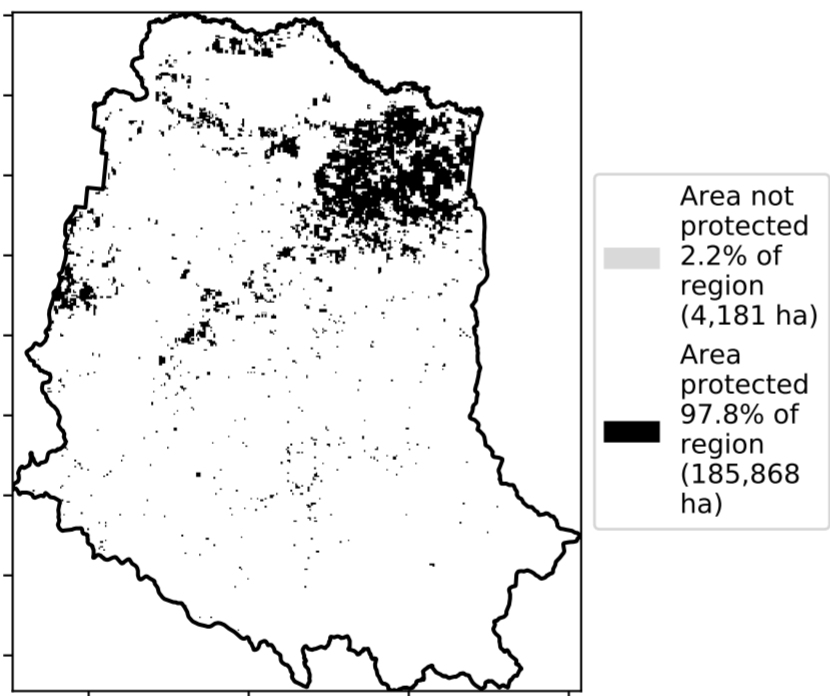 Area not
protected
2.2% of
region
(4,181 ha)
Area
protected
97.8% of
region
(185,868
ha)